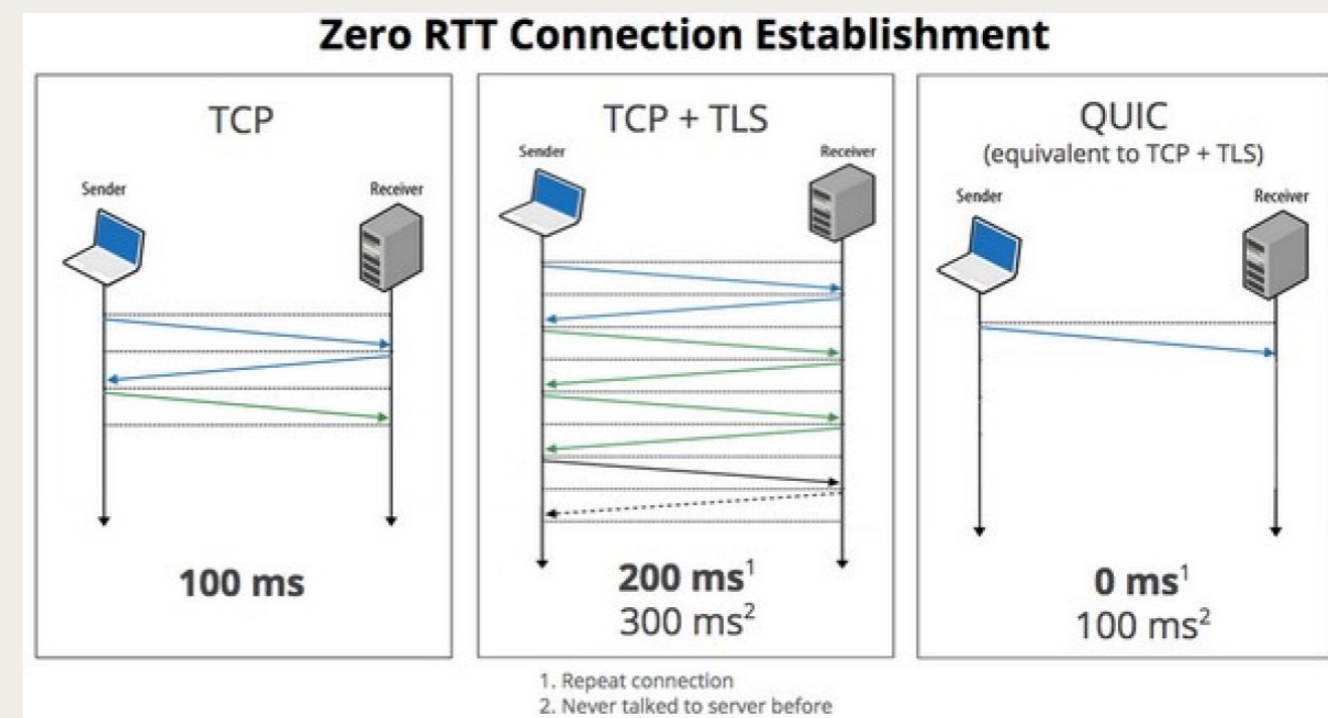 Zero RTT Connection Establishment
TCP
Sender
Receiver
100 ms
TCP + TLS
Sender
Receiver
200 ms¹
300 ms²
QUIC
(equivalent to TCP + TLS)
Sender
Receiver
0 ms¹
100 ms²
1. Repeat connection
2. Never talked to server before